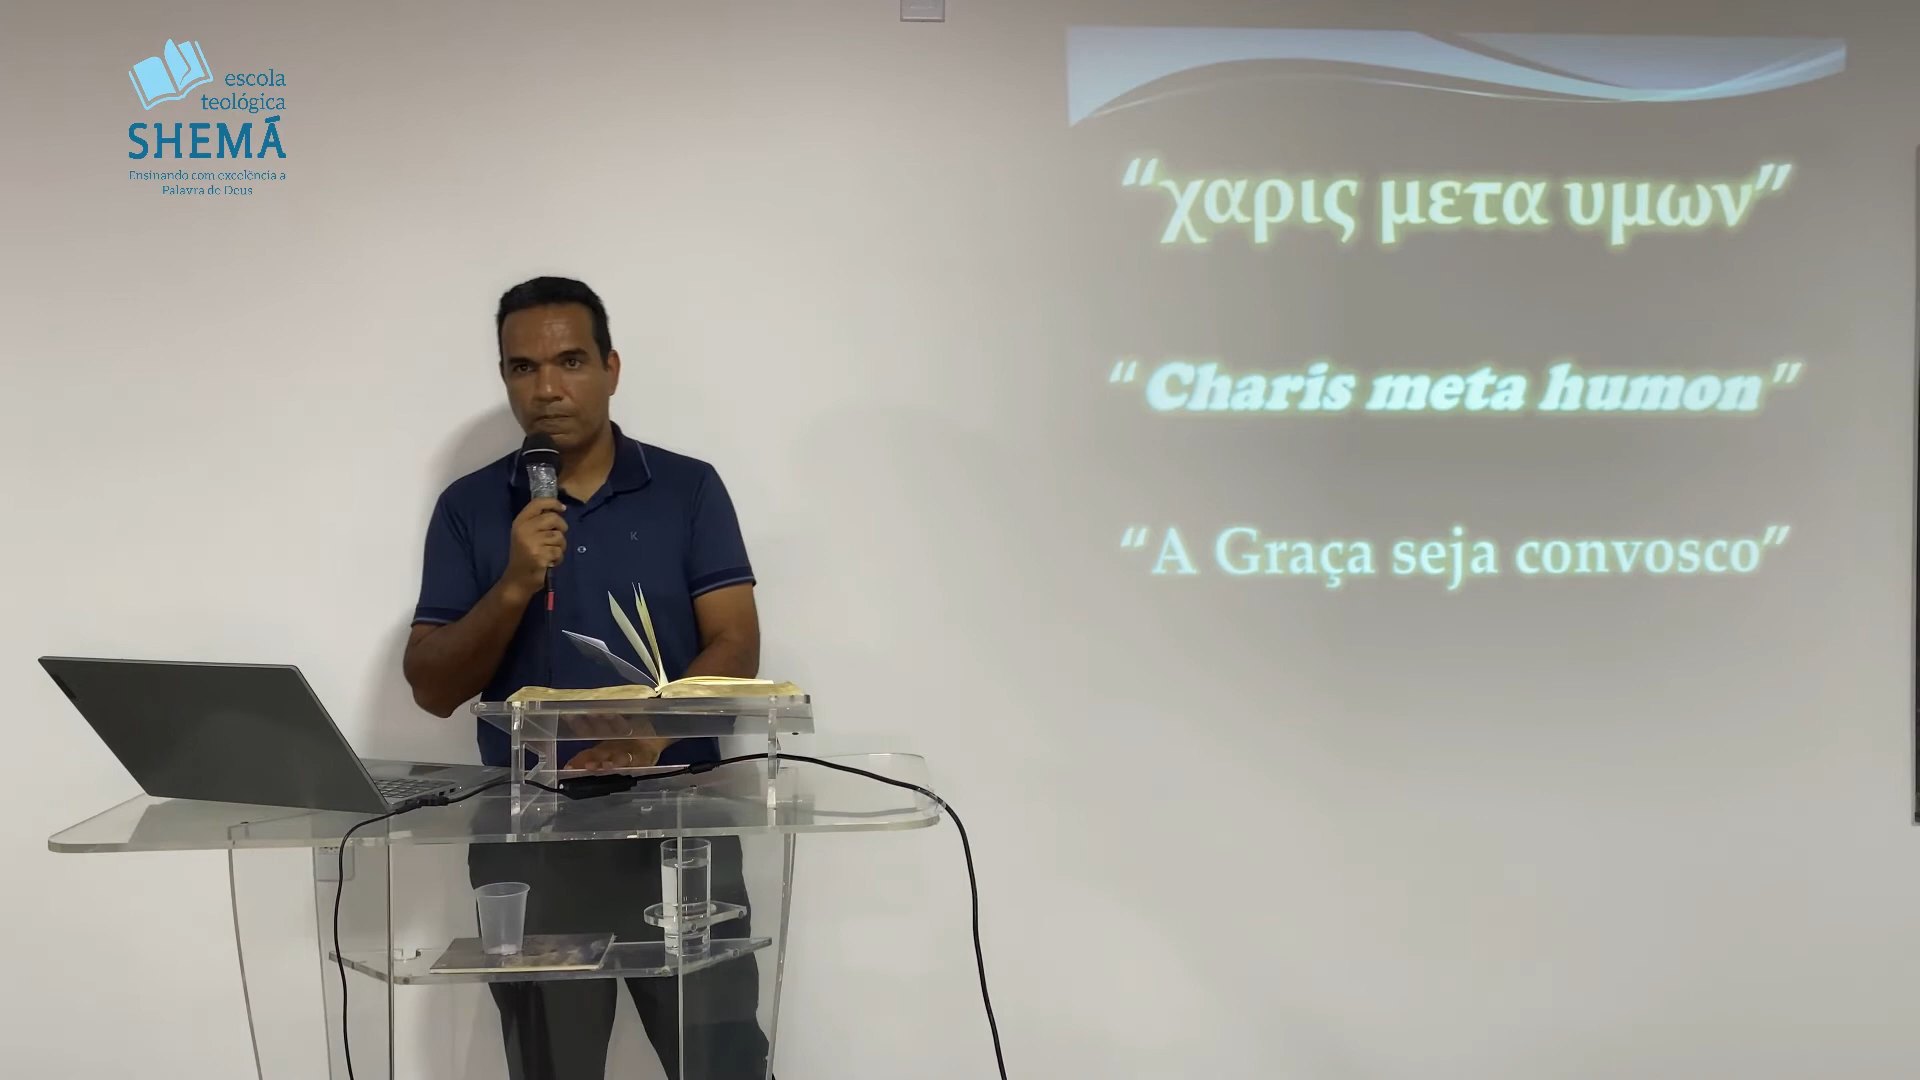 escola
teológica
SHEMÁ
Ensinando com excelência a
Palavra de Deus
“χαρις μετα υμων”
“Charis meta humon”
“A Graça seja convosco”
K